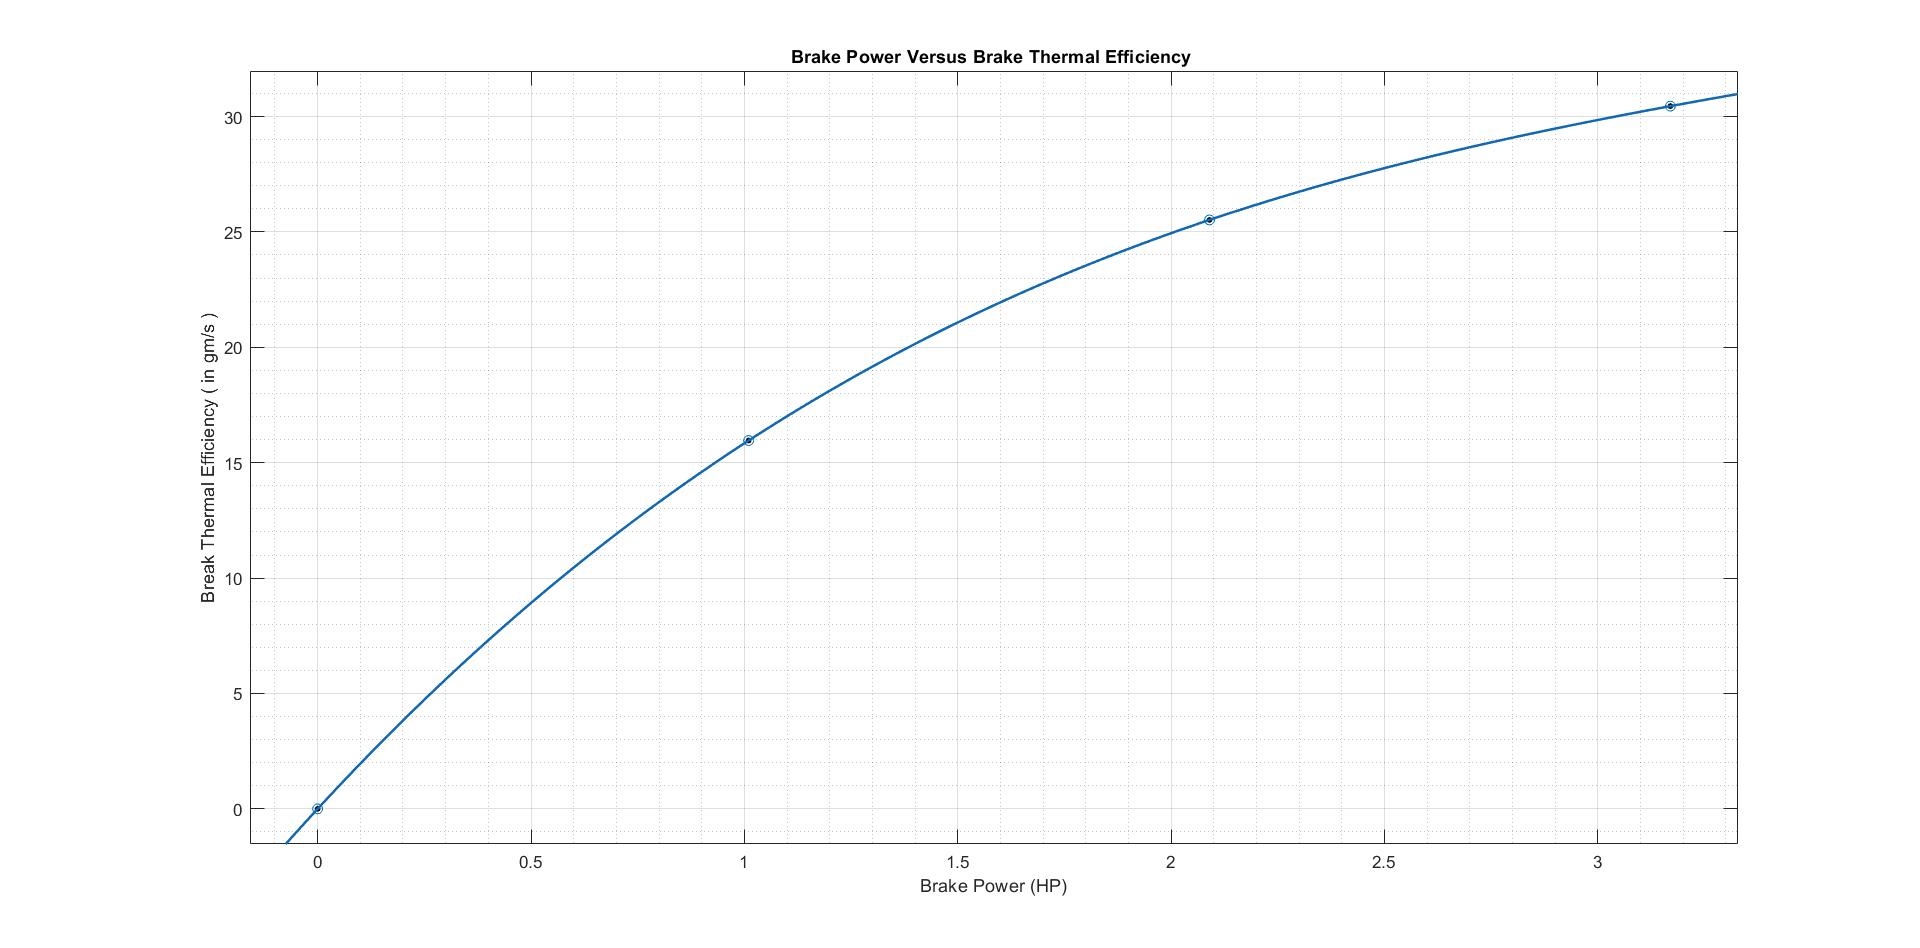 Brake Power Versus Brake Thermal Efficiency
30
25
20
15
10
5
0
Break Thermal Efficiency ( in gm/s )
0 0.5 1 1.5 2 2.5 3
Brake Power (HP)